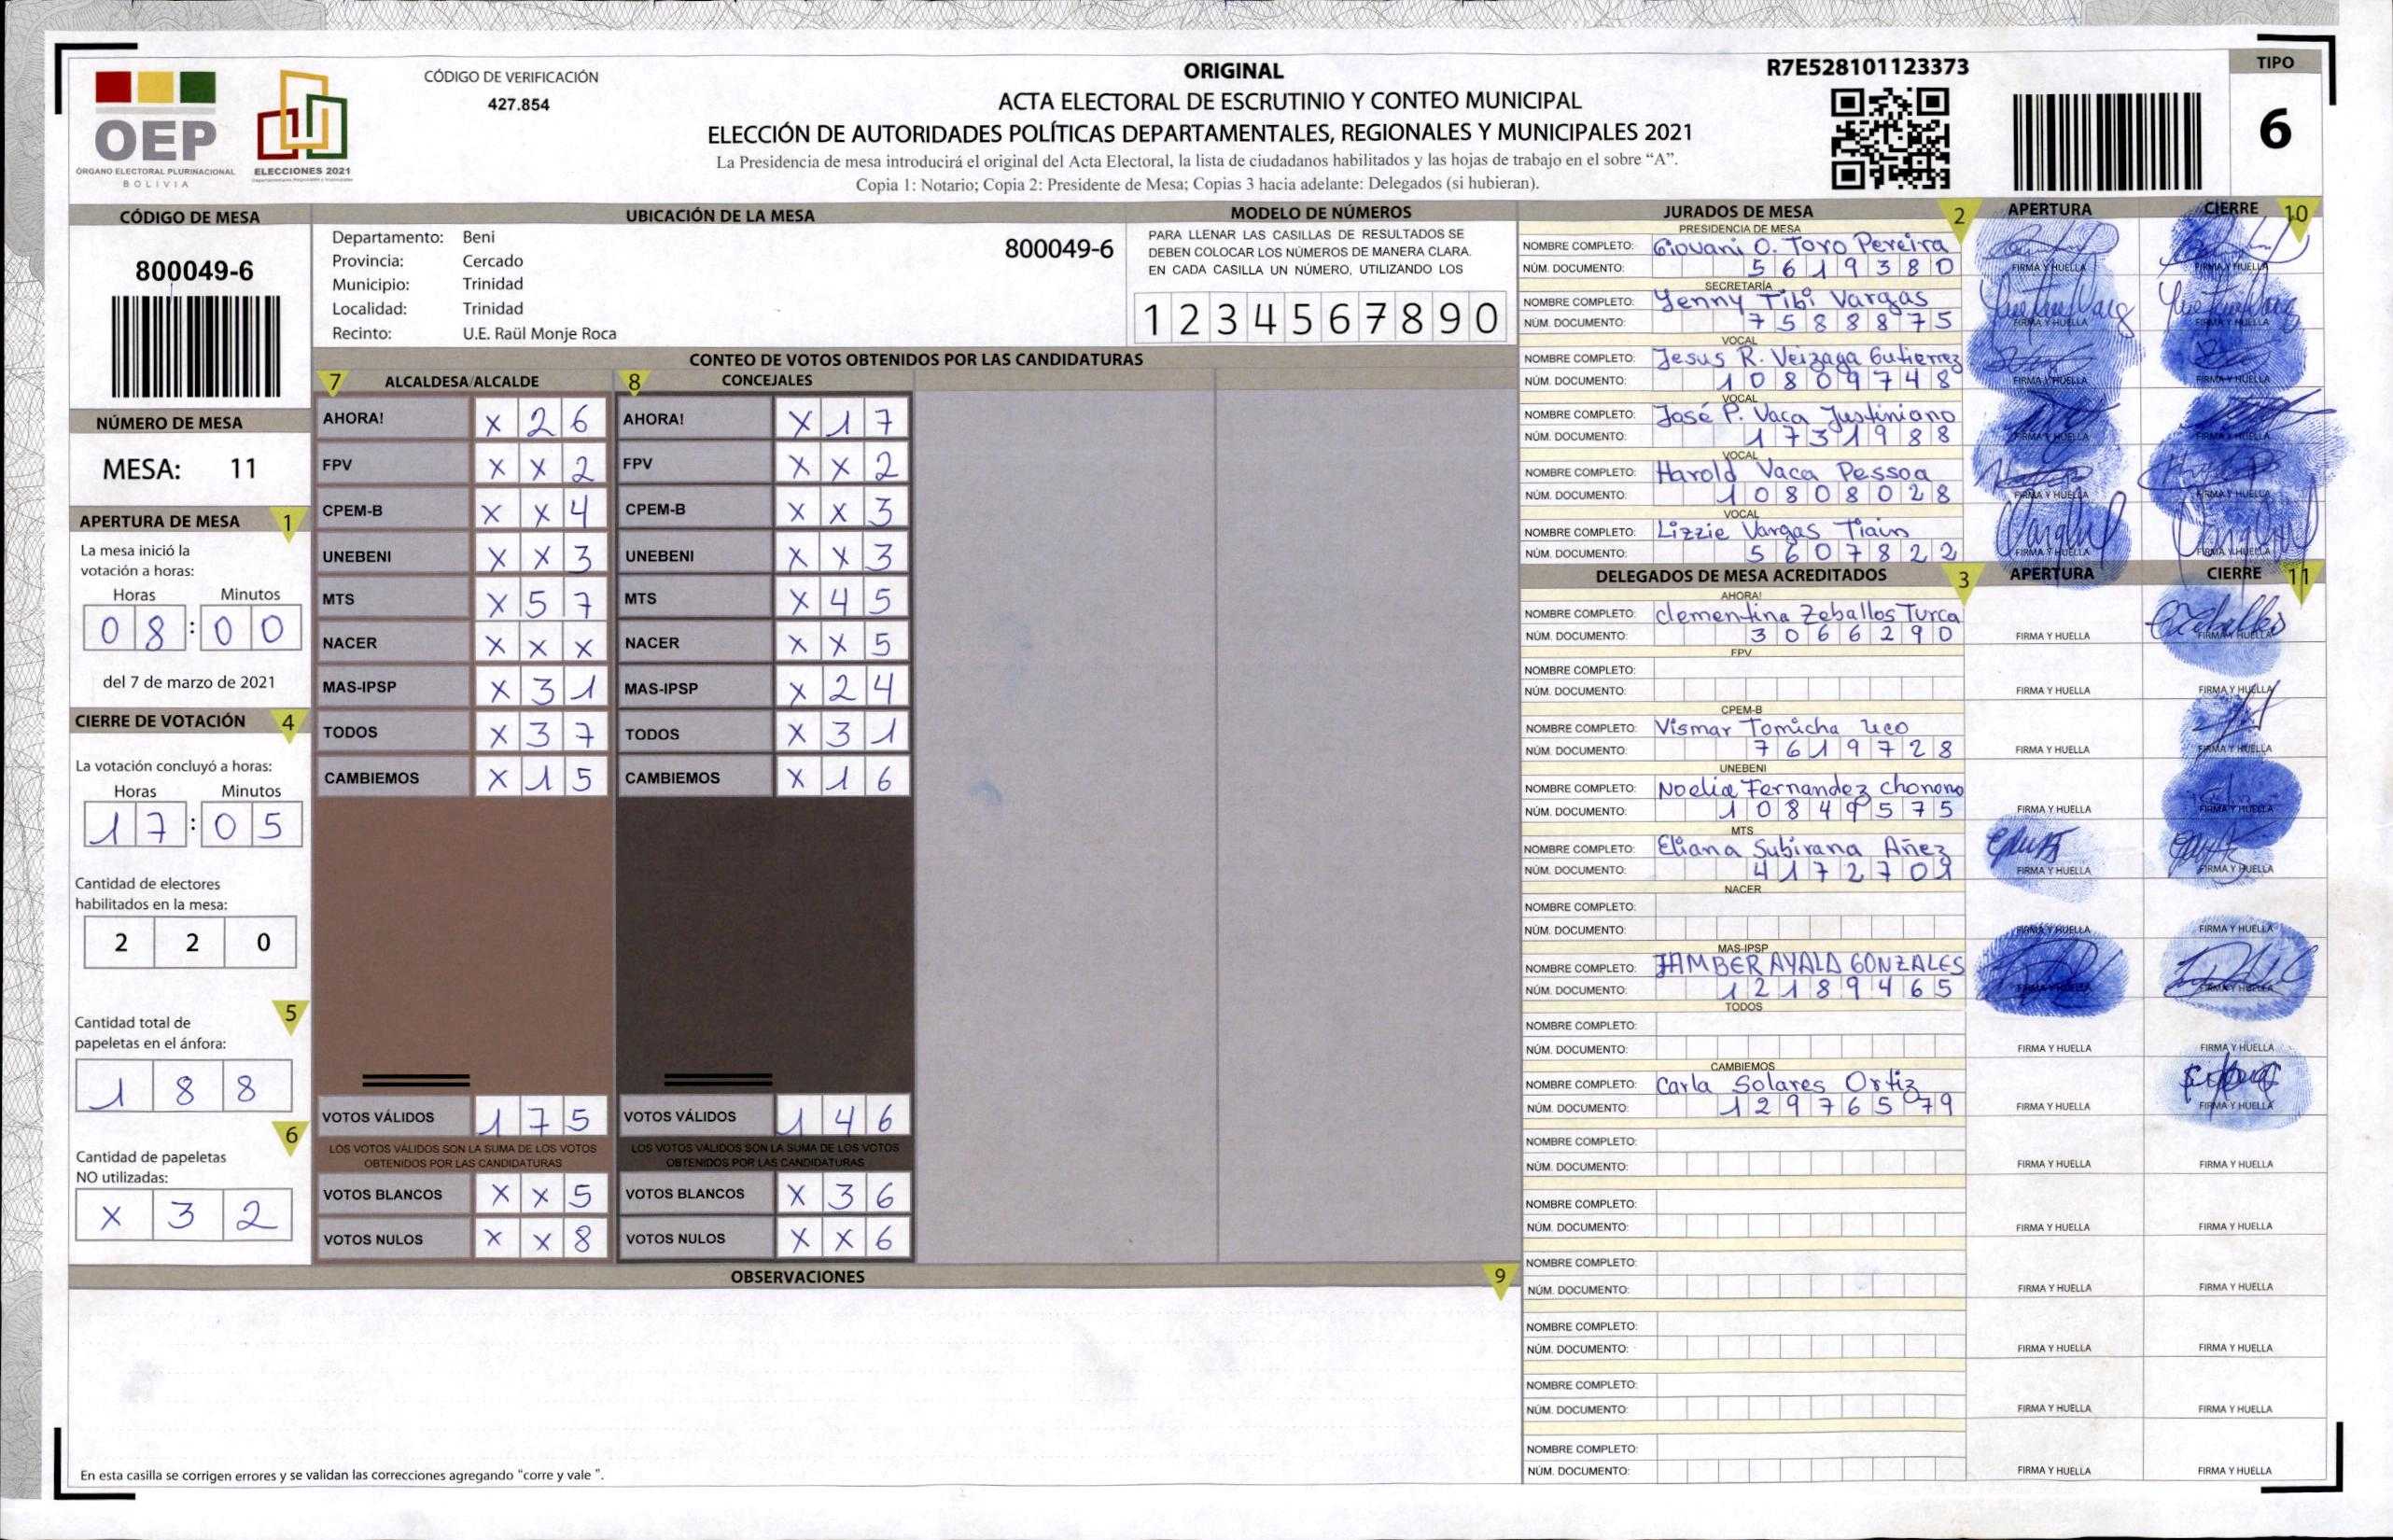 OEP
ÓRGANO ELECTORAL PLURINACIONAL
BOLIVIA
ELECCIONES 2021
CÓDIGO DE VERIFICACIÓN
427.854
ORIGINAL
ACTA ELECTORAL DE ESCRUTINIO Y CONTEO MUNICIPAL
ELECCIÓN DE AUTORIDADES POLÍTICAS DEPARTAMENTALES, REGIONALES Y MUNICIPALES 2021
La Presidencia de mesa introducirá el original del Acta Electoral, la lista de ciudadanos habilitados y las hojas de trabajo en el sobre “A”.
Copia 1: Notario; Copia 2: Presidente de Mesa; Copias 3 hacia adelante: Delegados (si hubieran).
R7E528101123373
TIPO
6
CÓDIGO DE MESA
800049-6
NÚMERO DE MESA
MESA: 11
APERTURA DE MESA 1
La mesa inició la
votación a horas:
Horas Minutos
08:00
del 7 de marzo de 2021
CIERRE DE VOTACIÓN 4
La votación concluyó a horas:
Horas Minutos
17:05
Cantidad de electores
habilitados en la mesa:
2 2 0
5
Cantidad total de
papeletas en el ánfora:
1 8 8
6
Cantidad de papeletas
NO utilizadas:
X 3 2
UBICACIÓN DE LA MESA
Departamento: Beni
Provincia: Cercado
Municipio: Trinidad
Localidad: Trinidad
Recinto: U.E. Raül Monje Roca
800049-6
MODELO DE NÚMEROS
PARA LLENAR LAS CASILLAS DE RESULTADOS SE
DEBEN COLOCAR LOS NÚMEROS DE MANERA CLARA.
EN CADA CASILLA UN NÚMERO, UTILIZANDO LOS
1 2 3 4 5 6 7 8 9 0
CONTEO DE VOTOS OBTENIDOS POR LAS CANDIDATURAS
7 ALCALDESA/ALCALDE 8 CONCEJALES
AHORA! X 2 6 AHORA! X 1 7
FPV X X 2 FPV X X 2
CPEM-B X X 4 CPEM-B X X 3
UNEBENI X X 3 UNEBENI X X 3
MTS X 5 7 MTS X 4 5
NACER X X X NACER X X 5
MAS-IPSP X 3 1 MAS-IPSP X 2 4
TODOS X 3 7 TODOS X 3 1
CAMBIEMOS X 1 5 CAMBIEMOS X 1 6
VOTOS VÁLIDOS 1 7 5 VOTOS VÁLIDOS 1 4 6
LOS VOTOS VÁLIDOS SON LA SUMA DE LOS VOTOS LOS VOTOS VÁLIDOS SON LA SUMA DE LOS VOTOS
OBTENIDOS POR LAS CANDIDATURAS OBTENIDOS POR LAS CANDIDATURAS
VOTOS BLANCOS X X 5 VOTOS BLANCOS X 3 6
VOTOS NULOS X X 8 VOTOS NULOS X X 6
OBSERVACIONES 9
En esta casilla se corrigen errores y se validan las correcciones agregando “corre y vale ”.
JURADOS DE MESA 2 APERTURA CIERRE 10
PRESIDENCIA DE MESA
NOMBRE COMPLETO: Giovani O. Toro Pereira
NÚM. DOCUMENTO: 5619380 FIRMA Y HUELLA FIRMA Y HUELLA
SECRETARÍA
NOMBRE COMPLETO: Yenny Tibi Vargas
NÚM. DOCUMENTO: 7588875 FIRMA Y HUELLA FIRMA Y HUELLA
VOCAL
NOMBRE COMPLETO: Jesus R. Veizaga Gutierrez
NÚM. DOCUMENTO: 10809748 FIRMA Y HUELLA FIRMA Y HUELLA
VOCAL
NOMBRE COMPLETO: José P. Vaca Justiniano
NÚM. DOCUMENTO: 1731988 FIRMA Y HUELLA FIRMA Y HUELLA
VOCAL
NOMBRE COMPLETO: Harold Vaca Pessoa
NÚM. DOCUMENTO: 10808028 FIRMA Y HUELLA FIRMA Y HUELLA
VOCAL
NOMBRE COMPLETO: Lizzie Vargas Tiain
NÚM. DOCUMENTO: 5607822 FIRMA Y HUELLA FIRMA Y HUELLA
DELEGADOS DE MESA ACREDITADOS 3 APERTURA CIERRE 11
AHORA!
NOMBRE COMPLETO: Clementina Zeballos Turca
NÚM. DOCUMENTO: 3066290 FIRMA Y HUELLA FIRMA Y HUELLA
FPV
NOMBRE COMPLETO:
NÚM. DOCUMENTO: FIRMA Y HUELLA FIRMA Y HUELLA
CPEM-B
NOMBRE COMPLETO: Vismar Tomicha Uco
NÚM. DOCUMENTO: 7619728 FIRMA Y HUELLA FIRMA Y HUELLA
UNEBENI
NOMBRE COMPLETO: Noelia Fernandez Chonono
NÚM. DOCUMENTO: 10849575 FIRMA Y HUELLA FIRMA Y HUELLA
MTS
NOMBRE COMPLETO: Eliana Subirana Añez
NÚM. DOCUMENTO: 4172701 FIRMA Y HUELLA FIRMA Y HUELLA
NACER
NOMBRE COMPLETO:
NÚM. DOCUMENTO: FIRMA Y HUELLA FIRMA Y HUELLA
MAS-IPSP
NOMBRE COMPLETO: JAMBER AYALA GONZALES
NÚM. DOCUMENTO: 12189465 FIRMA Y HUELLA FIRMA Y HUELLA
TODOS
NOMBRE COMPLETO:
NÚM. DOCUMENTO: FIRMA Y HUELLA FIRMA Y HUELLA
CAMBIEMOS
NOMBRE COMPLETO: Carla Solares Ortiz
NÚM. DOCUMENTO: 12976579 FIRMA Y HUELLA FIRMA Y HUELLA
NOMBRE COMPLETO:
NÚM. DOCUMENTO: FIRMA Y HUELLA FIRMA Y HUELLA
NOMBRE COMPLETO:
NÚM. DOCUMENTO: FIRMA Y HUELLA FIRMA Y HUELLA
NOMBRE COMPLETO:
NÚM. DOCUMENTO: FIRMA Y HUELLA FIRMA Y HUELLA
NOMBRE COMPLETO:
NÚM. DOCUMENTO: FIRMA Y HUELLA FIRMA Y HUELLA
NOMBRE COMPLETO:
NÚM. DOCUMENTO: FIRMA Y HUELLA FIRMA Y HUELLA
NOMBRE COMPLETO:
NÚM. DOCUMENTO: FIRMA Y HUELLA FIRMA Y HUELLA